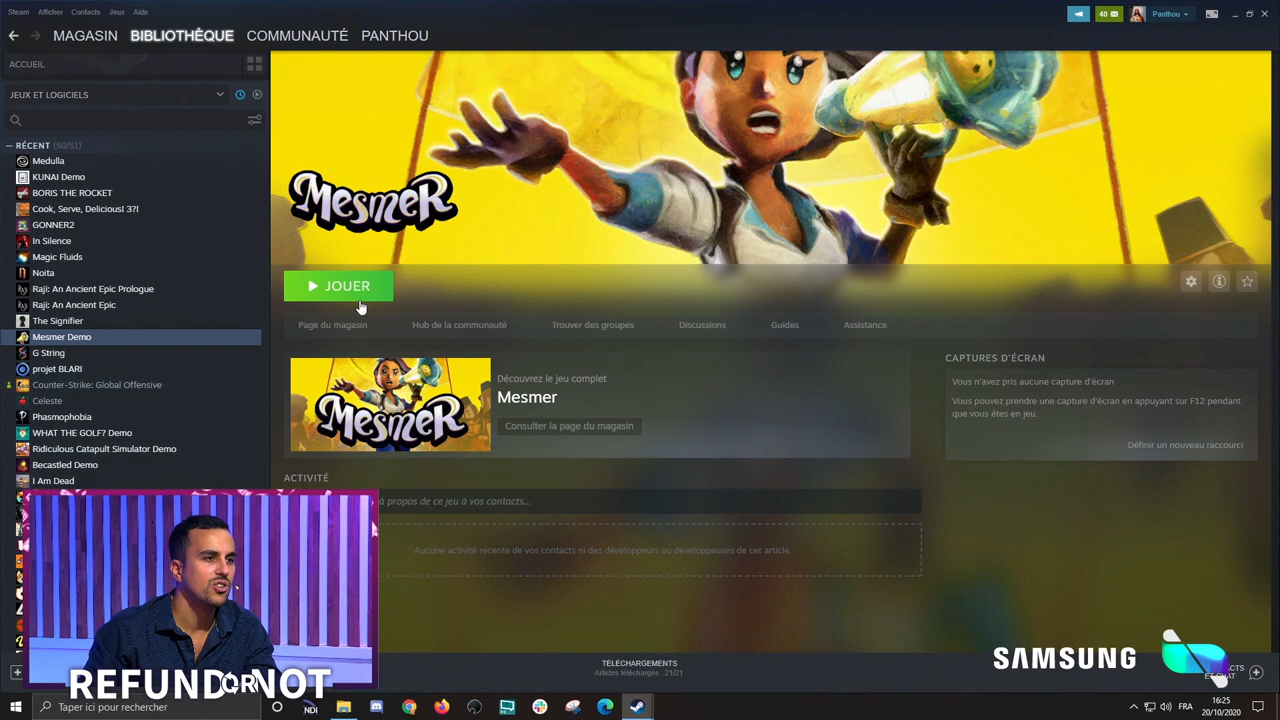 Steam Afficher Contacts Jeux Aide
40
Panthou
MAGASIN BIBLIOTHÈQUE COMMUNAUTÉ PANTHOU
ACCUEIL
JEUX ET LOGICIELS
RÉCENT (50/51)
Medulla
KUNAI Demo
BORIS THE ROCKET
Cook, Serve, Delicious! 3?!
GONNER2
In Silence
Magic Fluids
Noita
Raji: An Ancient Epic Prologue
Raji: An Ancient Epic
The Signifier
Mesmer Demo
G String
projet BLARI
Counter-Strike: Global Offensive
Celeste
Phasmophobia
WHAT THE GOLF? Demo
Ridiculous Catapult Simulator Demo
Becastled Demo
I Am Dead
MESMER
JOUER
Page du magasin
Hub de la communauté
Trouver des groupes
Discussions
Guides
Assistance
MESMER
Découvrez le jeu complet
Mesmer
Consulter la page du magasin
CAPTURES D'ÉCRAN
Vous n'avez pris aucune capture d'écran
Vous pouvez prendre une capture d'écran en appuyant sur F12 pendant
que vous êtes en jeu.
Définir un nouveau raccourci
ACTIVITÉ
à propos de ce jeu à vos contacts...
Aucune activité récente de vos contacts ni des développeurs ou développeuses de cet article.
TÉLÉCHARGEMENTS
Articles téléchargés : 21/21
SAMSUNG
REFUND OR NOT
Taper ici pour rechercher
NDI
FRA
16:25
20/10/2020